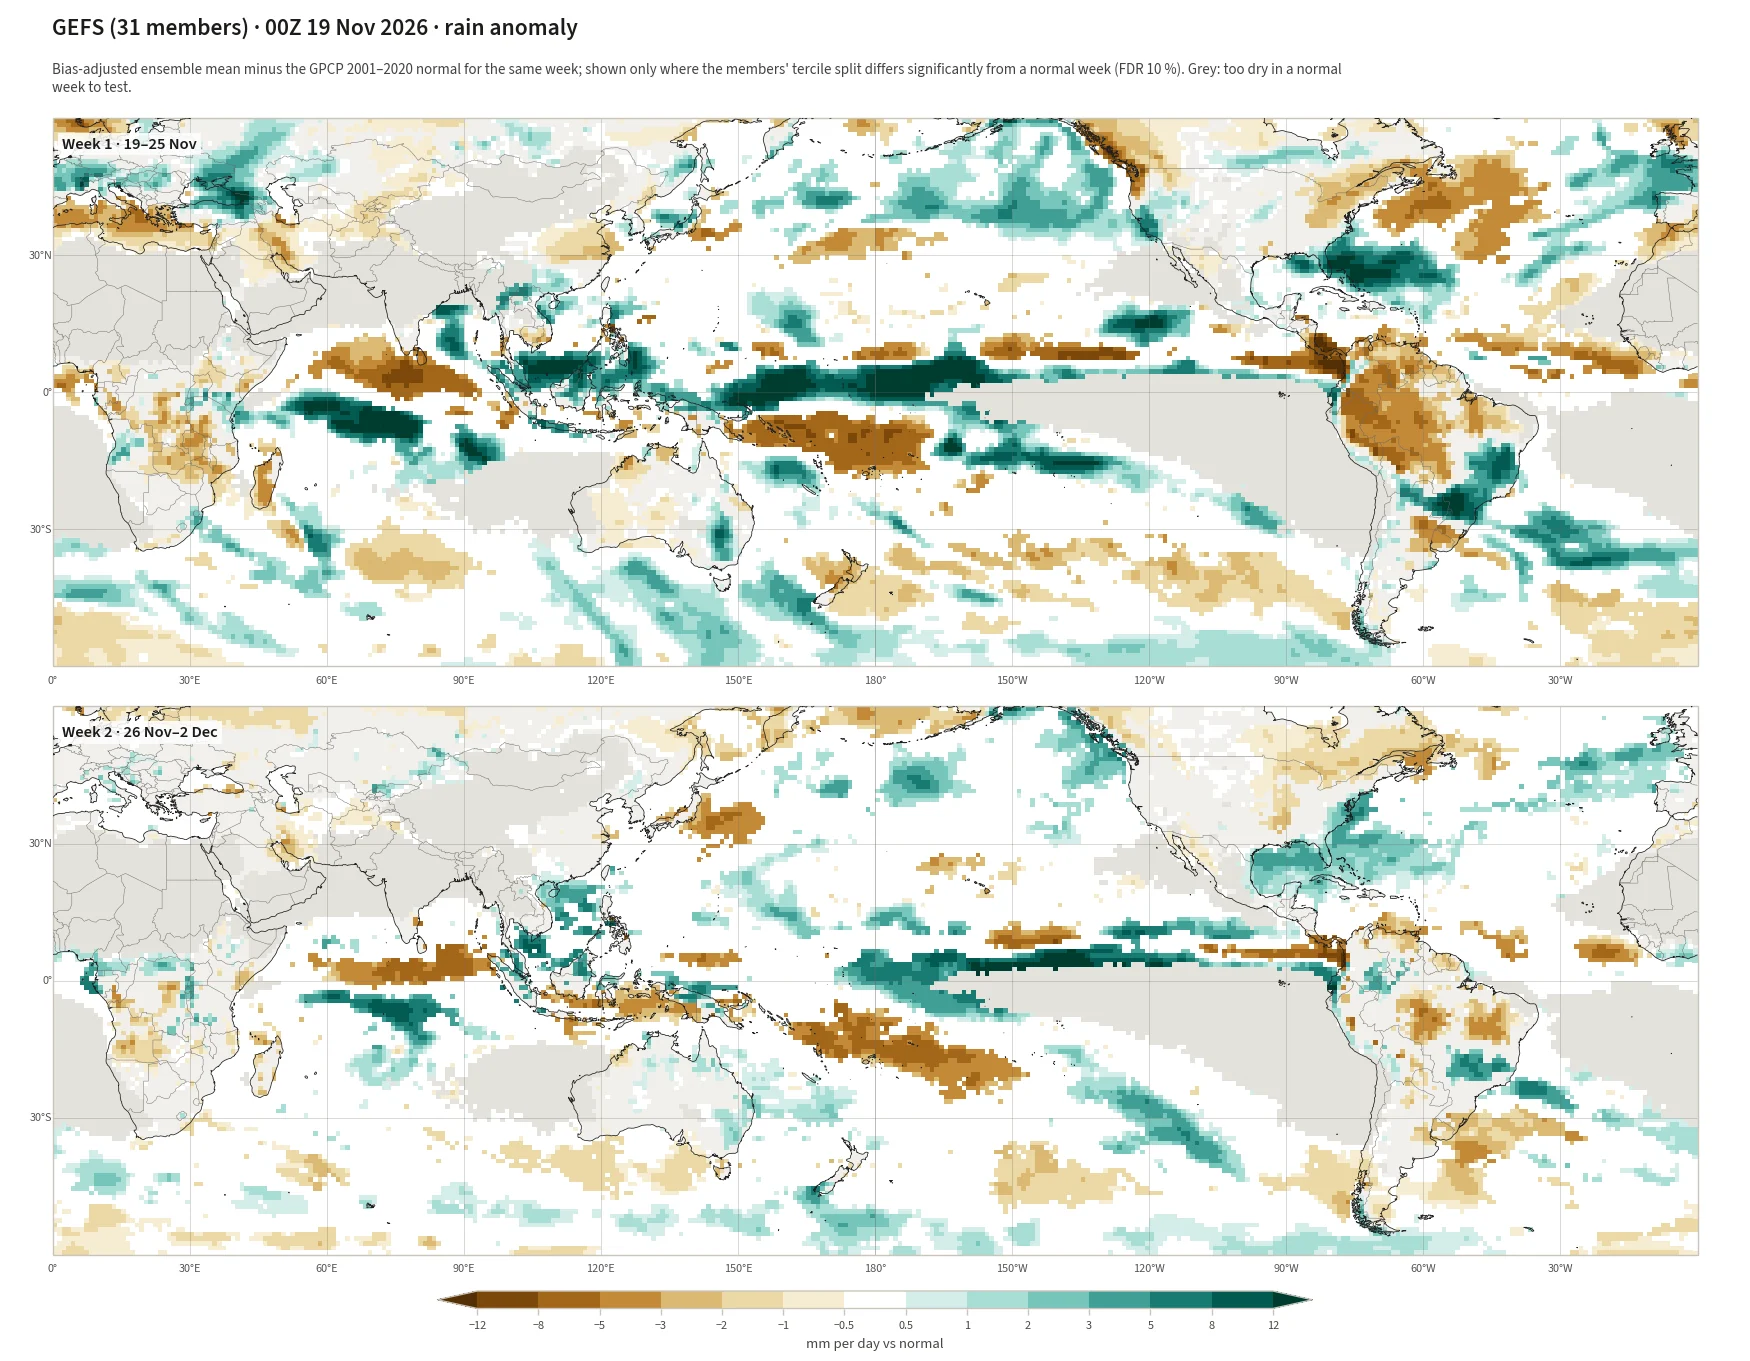 GEFS (31 members) · 00Z 19 Nov 2026 · rain anomaly
Bias-adjusted ensemble mean minus the GPCP 2001–2020 normal for the same week; shown only where the members' tercile split differs significantly from a normal week (FDR 10 %). Grey: too dry in a normal
week to test.
Week 1 · 19–25 Nov
30°N
0°
30°S
0° 30°E 60°E 90°E 120°E 150°E 180° 150°W 120°W 90°W 60°W 30°W
Week 2 · 26 Nov–2 Dec
30°N
0°
30°S
0° 30°E 60°E 90°E 120°E 150°E 180° 150°W 120°W 90°W 60°W 30°W
−12 −8 −5 −3 −2 −1 −0.5 0.5 1 2 3 5 8 12
mm per day vs normal